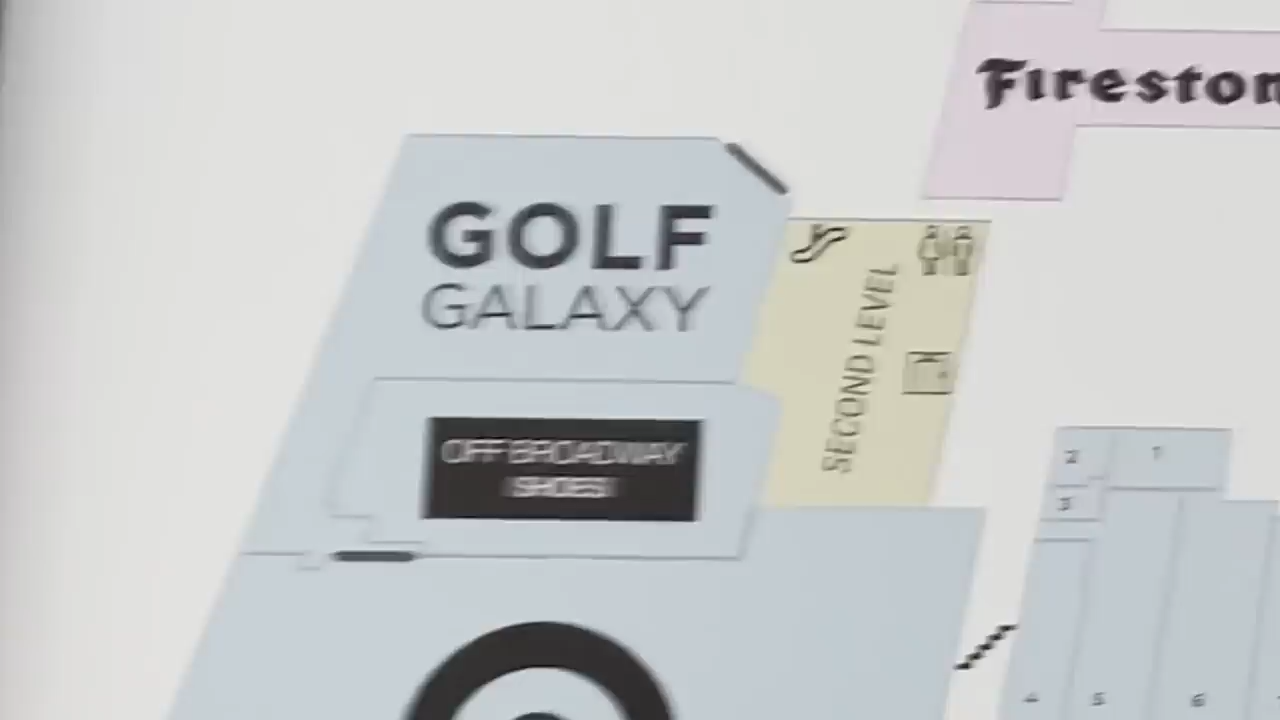 Fireston
GOLF
GALAXY
SECOND LEVEL
OFF BROADWAY
SHOES
2
1
3
4
5
6